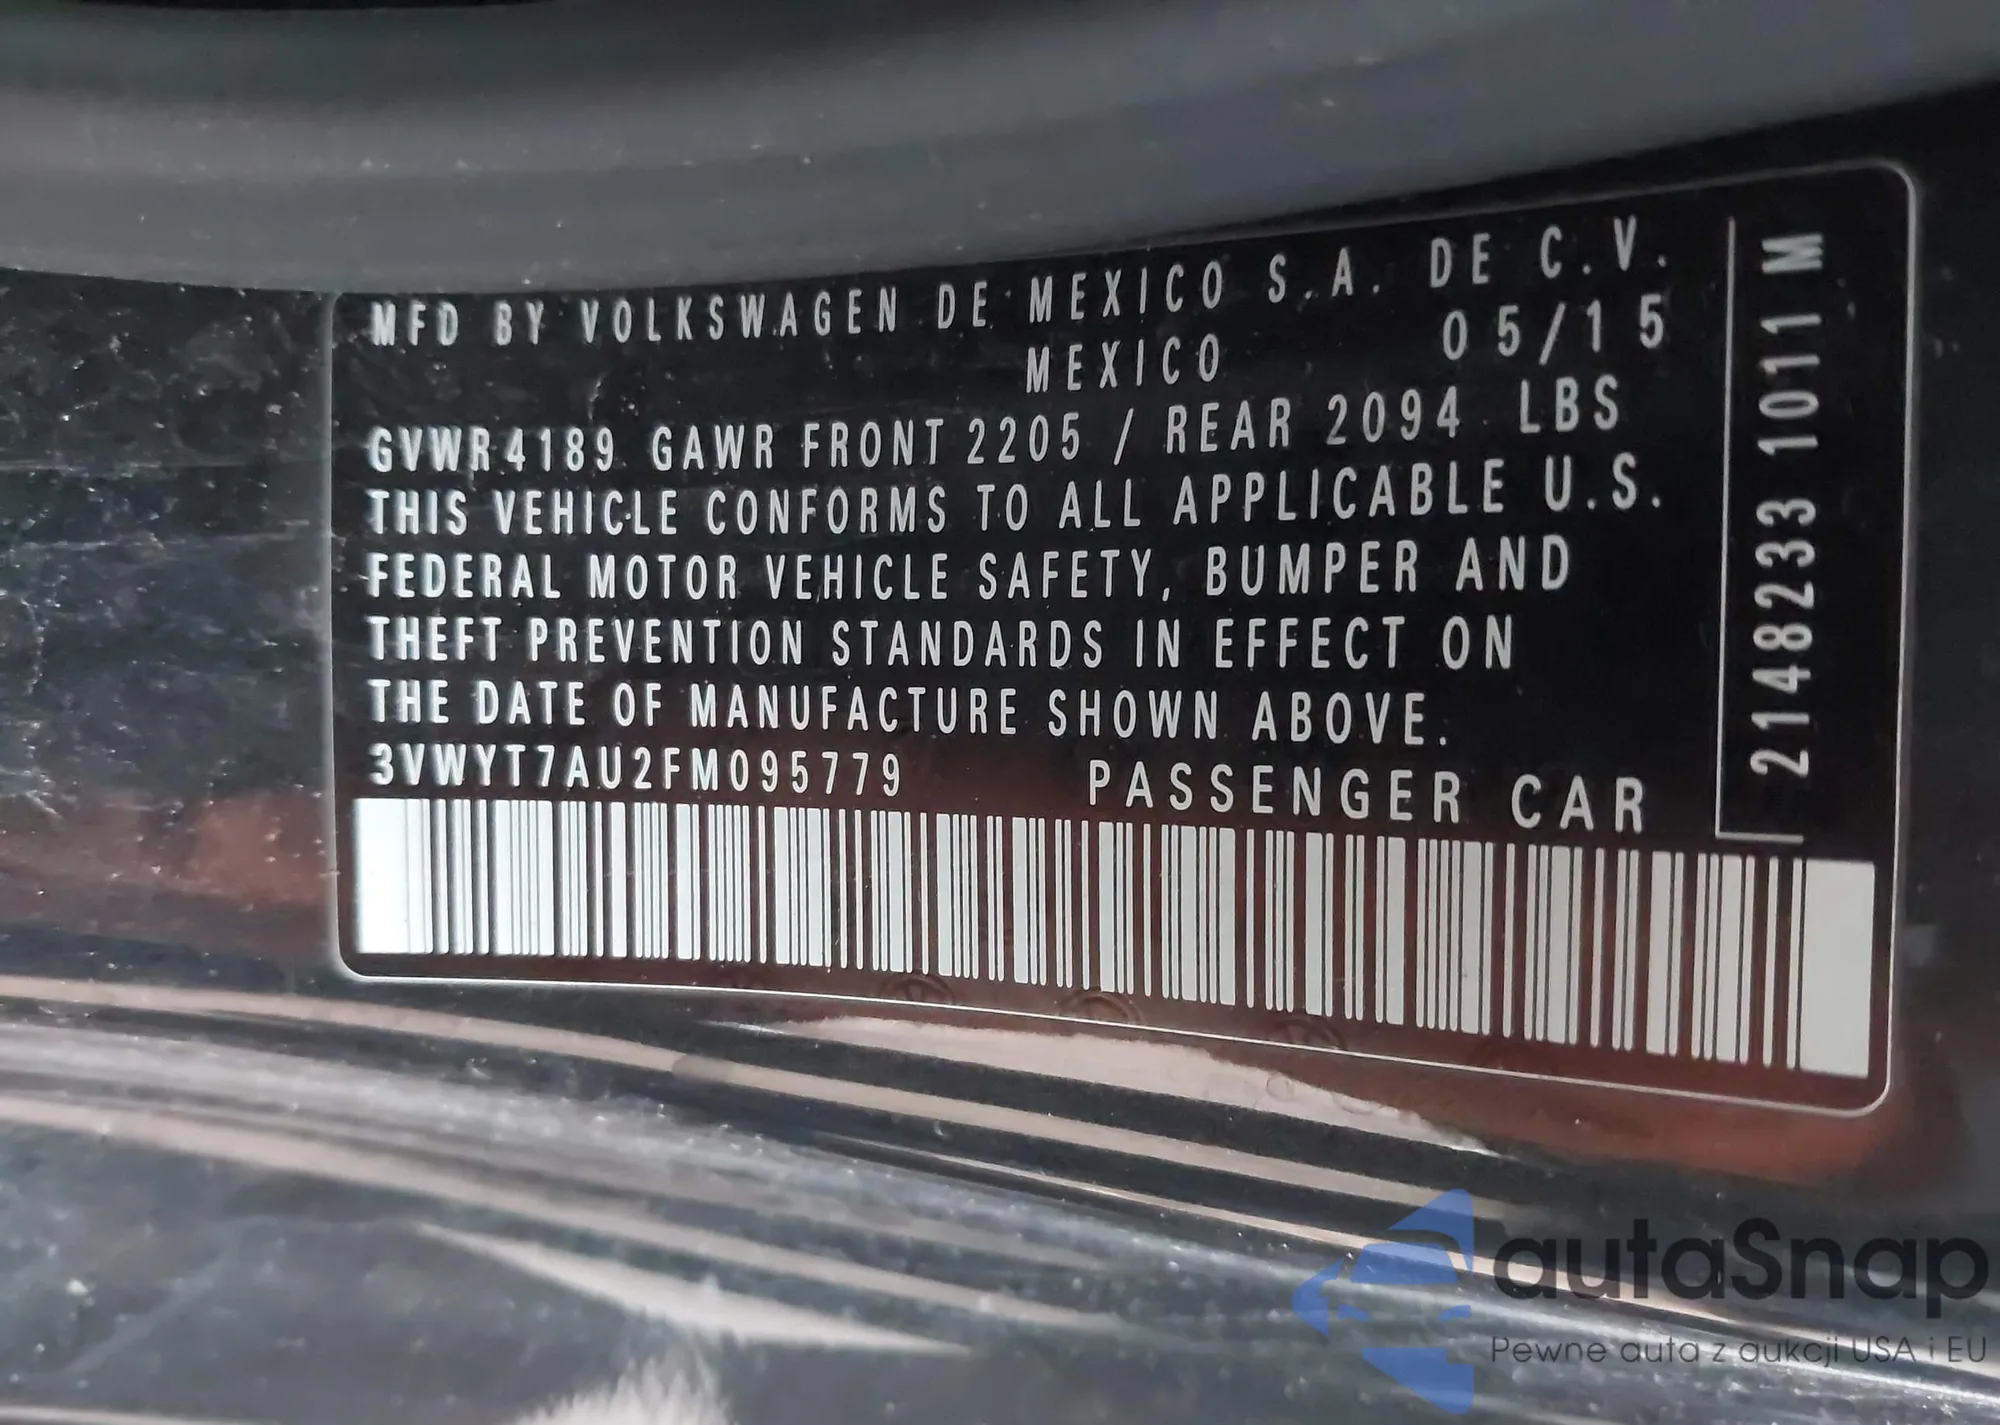 MFD BY VOLKSWAGEN DE MEXICO S.A. DE C.V.
MEXICO 05/15
GVWR 4189 GAWR FRONT 2205 / REAR 2094 LBS
THIS VEHICLE CONFORMS TO ALL APPLICABLE U.S.
FEDERAL MOTOR VEHICLE SAFETY, BUMPER AND
THEFT PREVENTION STANDARDS IN EFFECT ON
THE DATE OF MANUFACTURE SHOWN ABOVE.
3VWYT7AU2FM095779 PASSENGER CAR
2148233 1011 M
autaSnap
Pewne auta z aukcji USA i EU